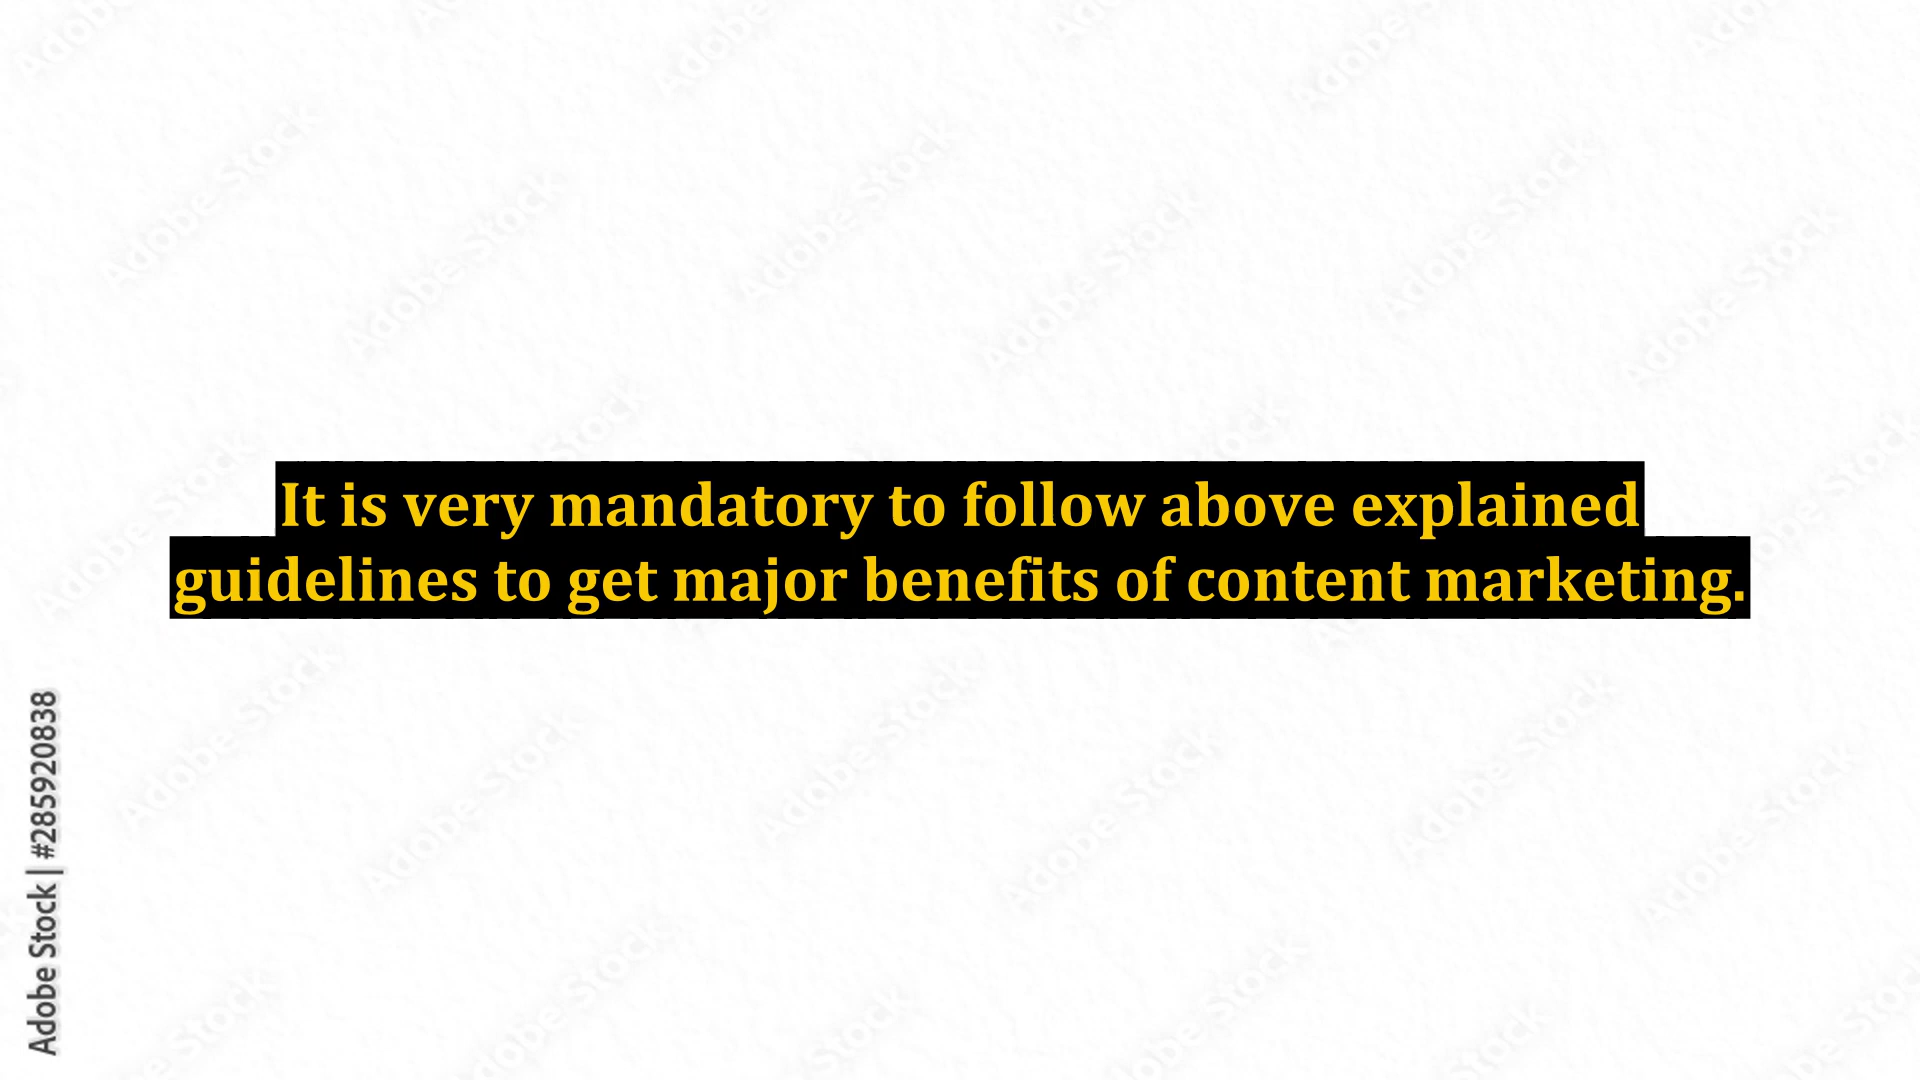 It is very mandatory to follow above explained
guidelines to get major benefits of content marketing.
Adobe Stock | #285920838